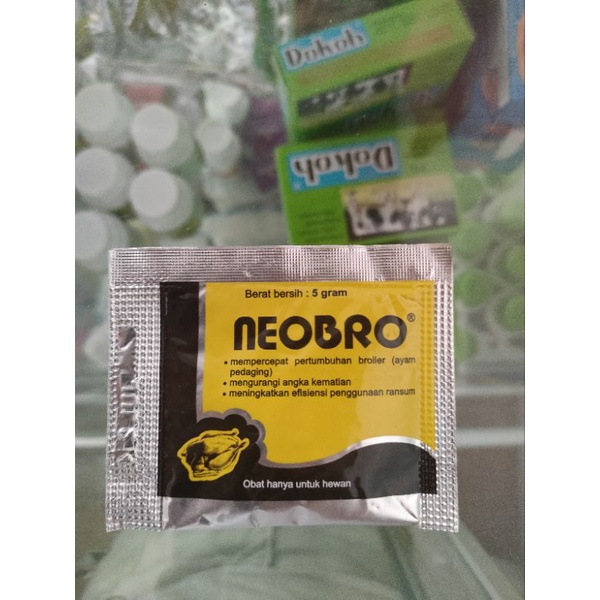 Dokoh
Dokoh
Berat bersih : 5 gram
NEOBRO®
• mempercepat pertumbuhan broiler (ayam
pedaging)
• mengurangi angka kematian
• meningkatkan efisiensi penggunaan ransum
Obat hanya untuk hewan